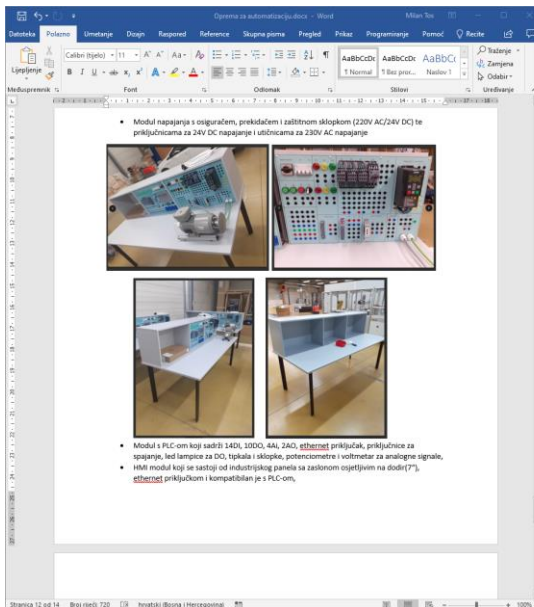 Oprema za automatizaciju.docx - Word
Milan Tes
Datoteka Polazno Umetanje Dizajn Raspored Reference Skupna pisma Pregled Prikaz Programiranje Pomoć Recite
Calibri (tijelo) 11
Traženje
Zamjena
Odabir
Lijepljenje
B I U
AaBbCcDc AaBbCcDc AaBbCc
1 Normal 1 Bez pror... Naslov 1
Međuspremnik Font Odlomak Stilovi Uređivanje
• Modul napajanja s osiguračem, prekidačem i zaštitnom sklopkom (220V AC/24V DC) te
priključnicama za 24V DC napajanje i utičnicama za 230V AC napajanje
• Modul s PLC-om koji sadrži 14DI, 10DO, 4Ai, 2AO, ethernet priključak, priključnice za
spajanje, led lampice za DO, tipkala i sklopke, potenciometre i voltmetar za analogne signale,
• HMI modul koji se sastoji od industrijskog panela sa zaslonom osjetljivim na dodir(7"),
ethernet priključkom i kompatibilan je s PLC-om,
Stranica 12 od 14 Broj riječi: 720 hrvatski (Bosna i Hercegovina) 100%